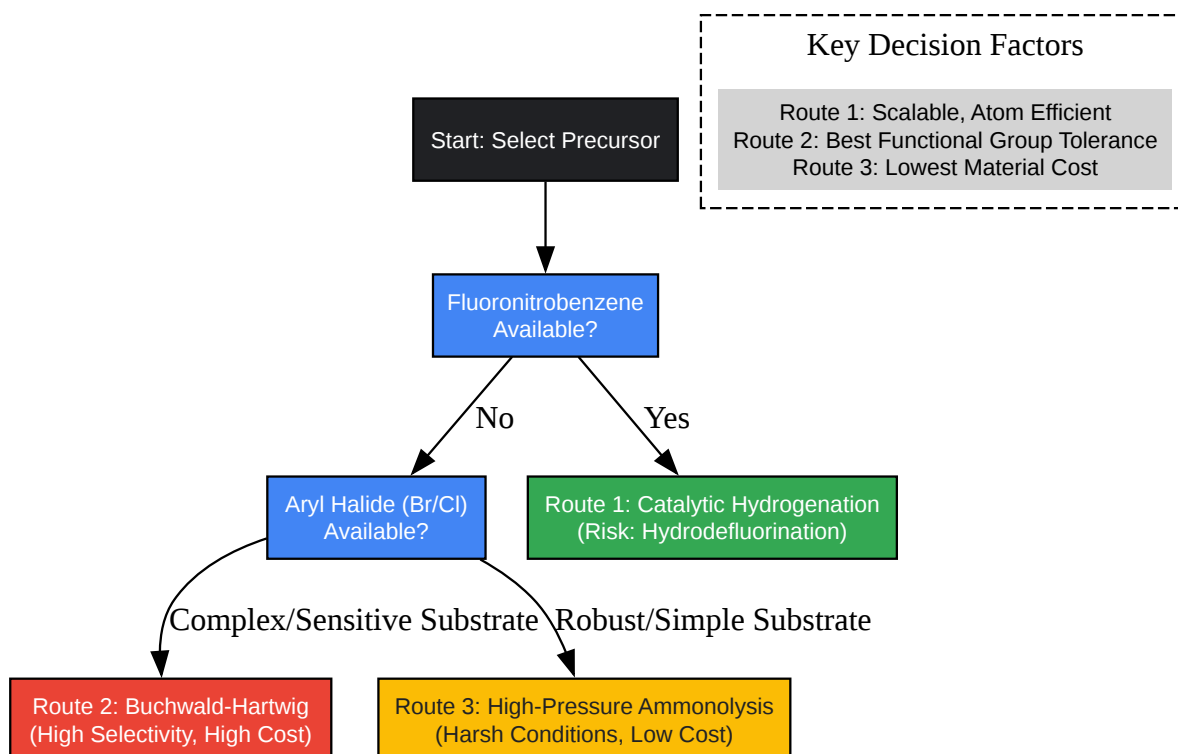 Key Decision Factors
Route 1: Scalable, Atom Efficient
Route 2: Best Functional Group Tolerance
Route 3: Lowest Material Cost
Start: Select Precursor
Fluoronitrobenzene
Available?
No
Yes
Aryl Halide (Br/Cl)
Available?
Route 1: Catalytic Hydrogenation
(Risk: Hydrodefluorination)
Complex/Sensitive Substrate
Robust/Simple Substrate
Route 2: Buchwald-Hartwig
(High Selectivity, High Cost)
Route 3: High-Pressure Ammonolysis
(Harsh Conditions, Low Cost)